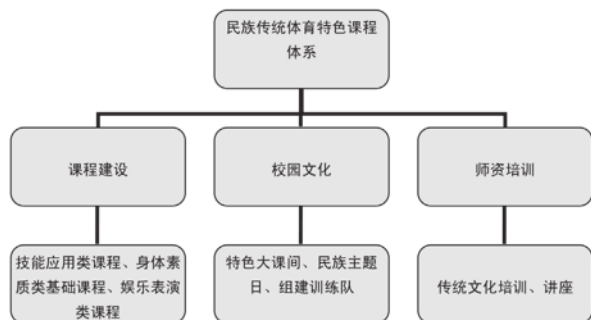 民族传统体育特色课程
体系
课程建设
校园文化
师资培训
技能应用类课程、身体素
质类基础课程、娱乐表演
类课程
特色大课间、民族主题
日、组建训练队
传统文化培训、讲座